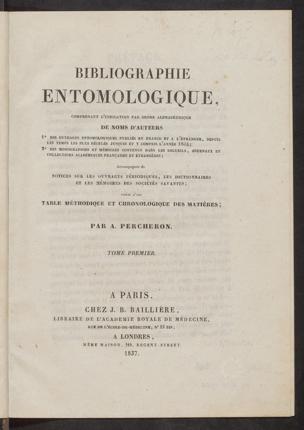 BIBLIOGRAPHIE
ENTOMOLOGIQUE,
COMPRENANT L'INDICATION PAR ORDRE ALPHABÉTIQUE
DE NOMS D'AUTEURS
1° DES OUVRAGES ENTOMOLOGIQUES PUBLIÉS EN FRANCE ET A L'ÉTRANGER, DEPUIS
LES TEMPS LES PLUS RECULÉS JUSQUES ET Y COMPRIS L'ANNÉE 1834;
2° DES MONOGRAPHIES ET MÉMOIRES CONTENUS DANS LES RECUEILS, JOURNAUX ET
COLLECTIONS ACADÉMIQUES FRANÇAISES ET ÉTRANGÈRES;
Accompagnée de
NOTICES SUR LES OUVRAGES PÉRIODIQUES, LES DICTIONNAIRES
ET LES MÉMOIRES DES SOCIÉTÉS SAVANTES;
SUIVIE D'UNE
TABLE MÉTHODIQUE ET CHRONOLOGIQUE DES MATIÈRES;
PAR A. PERCHERON.
TOME PREMIER.
A PARIS,
CHEZ J. B. BAILLIÈRE,
LIBRAIRE DE L'ACADÉMIE ROYALE DE MÉDECINE,
RUE DE L'ÉCOLE-DE-MÉDECINE, N° 13 BIS;
A LONDRES,
MÊME MAISON, 219, REGENT-STREET.
1837.